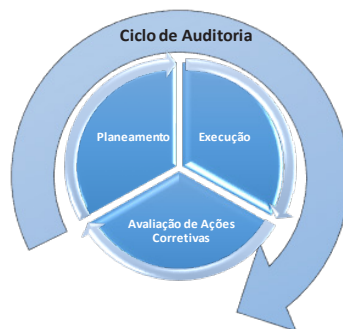 Ciclo de Auditoria
Planeamento
Execução
Avaliação de Ações
Corretivas